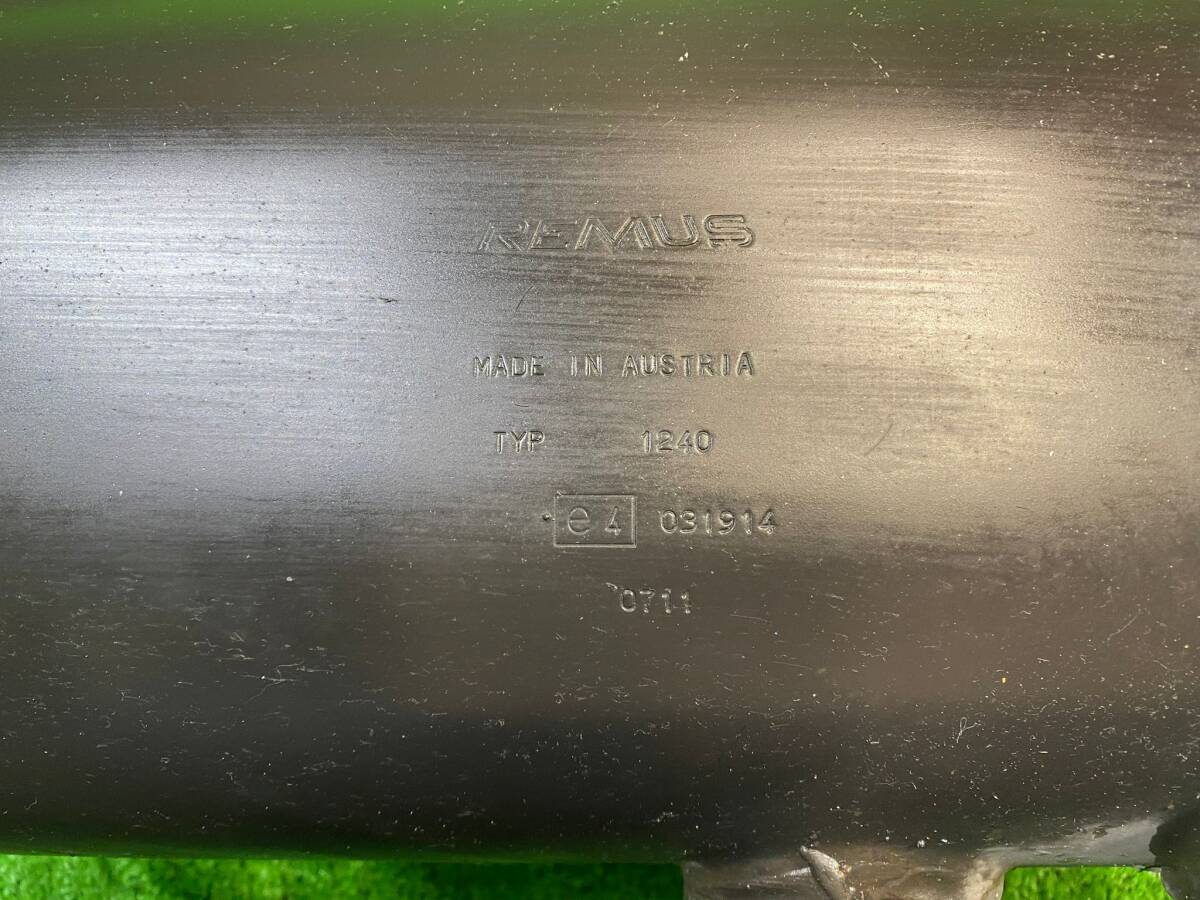 REMUS
MADE IN AUSTRIA
TYP 1240
e4 031914
0711